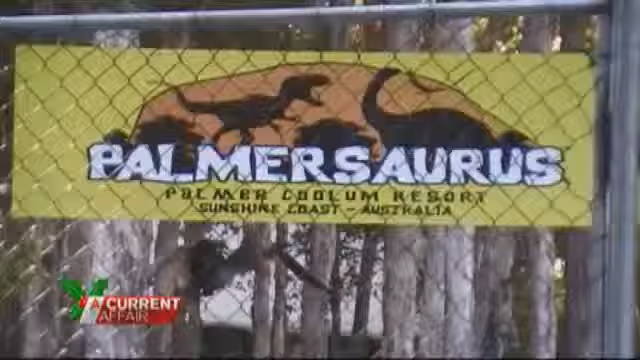 PALMERSAURUS
PALMER COOLUM RESORT
SUNSHINE COAST - AUSTRALIA
A CURRENT
AFFAIR